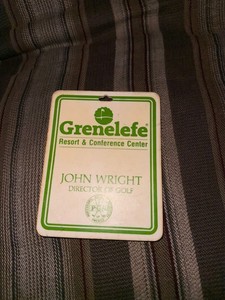 Grenelefe®
Resort & Conference Center
JOHN WRIGHT
DIRECTOR OF GOLF